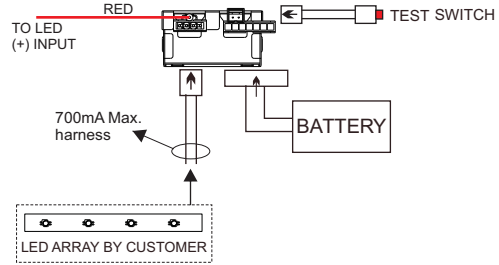 RED
TO LED
(+) INPUT
TEST SWITCH
700mA Max.
harness
BATTERY
LED ARRAY BY CUSTOMER